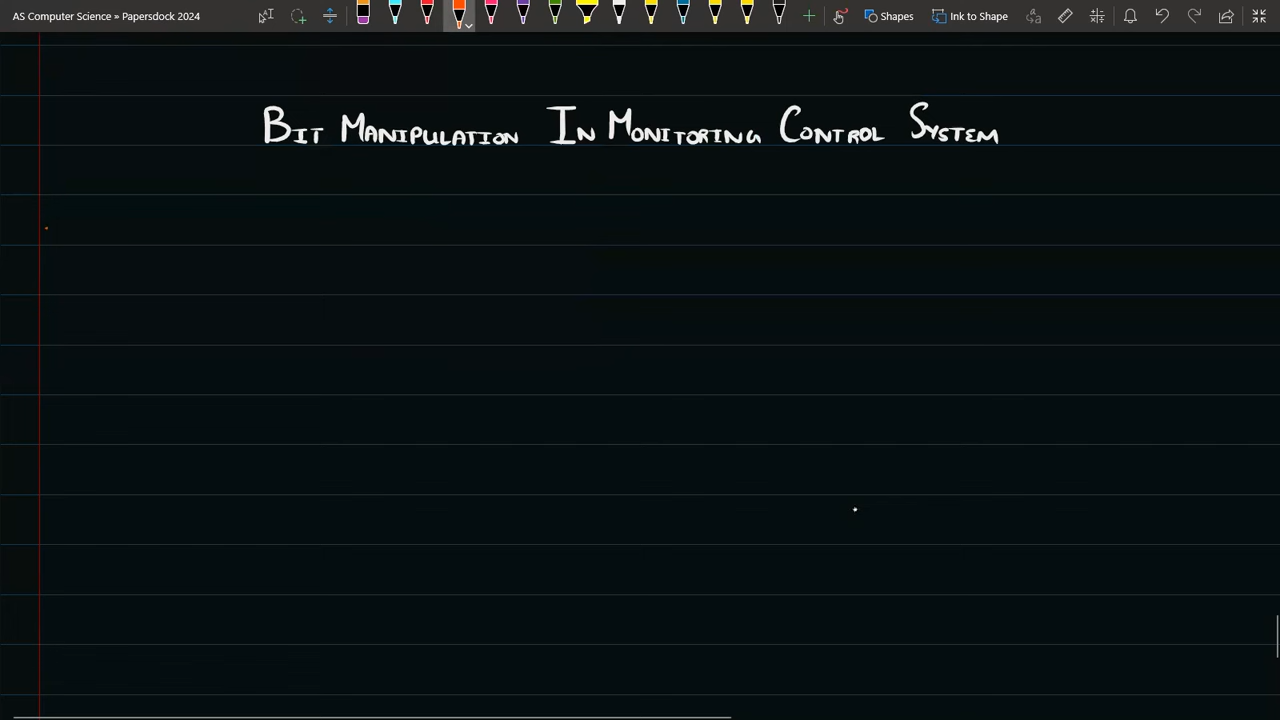 AS Computer Science » Papersdock 2024
Shapes
Ink to Shape
BIT MANIPULATION IN MONITORING CONTROL SYSTEM